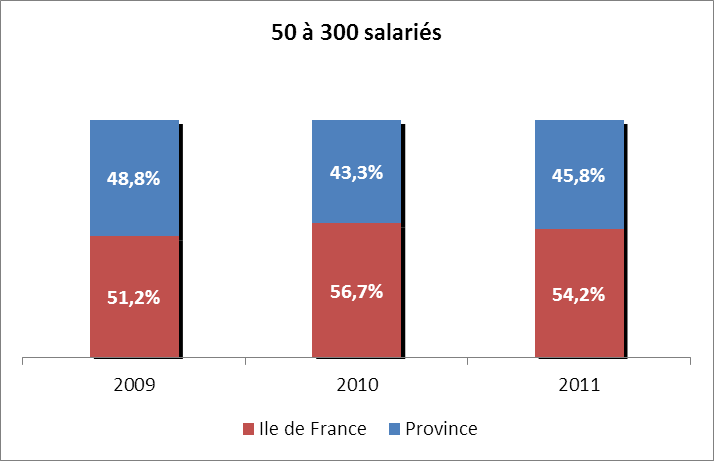 50 à 300 salariés
48,8% 43,3% 45,8%
51,2% 56,7% 54,2%
2009 2010 2011
Ile de France Province